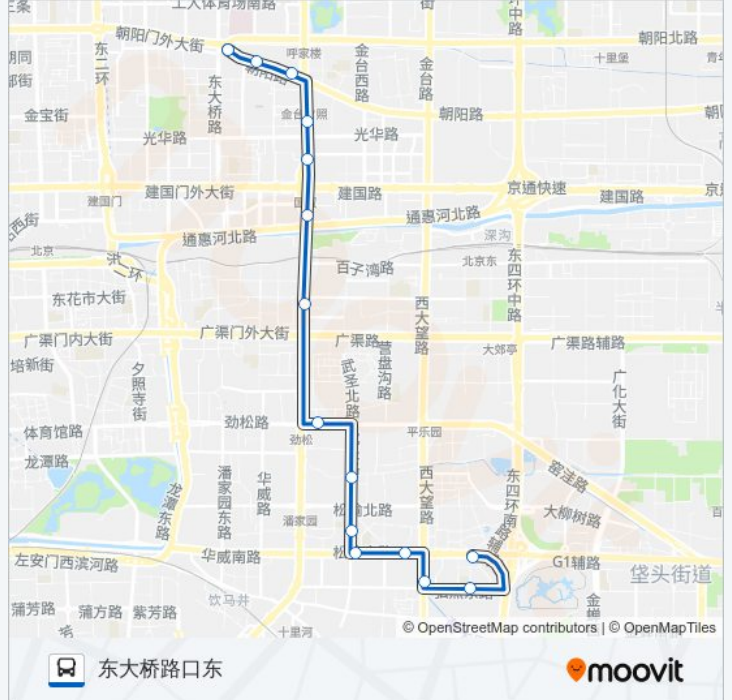 工人体育场南路
朝阳门外大街
东二环
东大桥路
朝阳路
呼家楼
金台西路
金台路
朝阳北路
十里堡
金宝街
光华路
光华路
朝阳路
建国门
建国门外大街
建国路
京通快速
建国路
通惠河北路
通惠河北路
深沟
北京
北京东
百子湾路
东四环中路
东花市大街
西大望路
广渠门内大街
广渠门外大街
广渠路
大郊亭
广渠路辅路
培新街
夕照寺街
武圣北路
营盘沟路
广化大街
体育馆路
劲松路
劲松
平乐园
龙潭路
龙潭东路
潘家园东路
华威路
潘家园
西大望路
东四环南路
窑洼路
大柳树路
左安门西滨河路
华威南路
G1辅路
垡头街道
蒲芳路
蒲方路
紫芳路
饮马井
十里河
© OpenStreetMap contributors | © OpenMapTiles
东大桥路口东
moovit